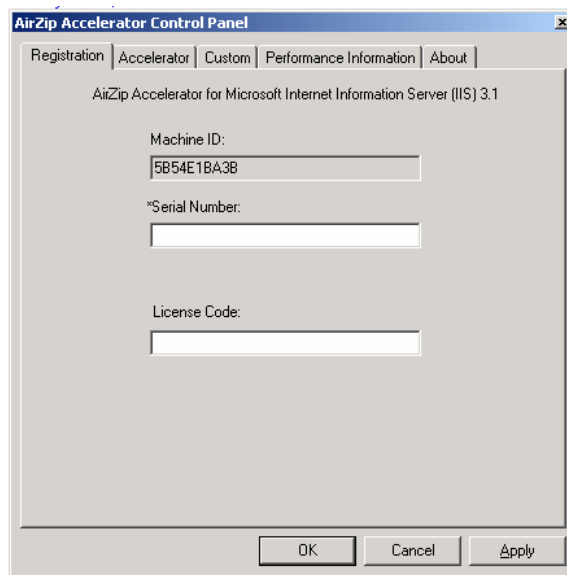 AirZip Accelerator Control Panel
Registration Accelerator Custom Performance Information About
AirZip Accelerator for Microsoft Internet Information Server (IIS) 3.1
Machine ID:
5B54E1BA3B
*Serial Number:
License Code:
OK Cancel Apply